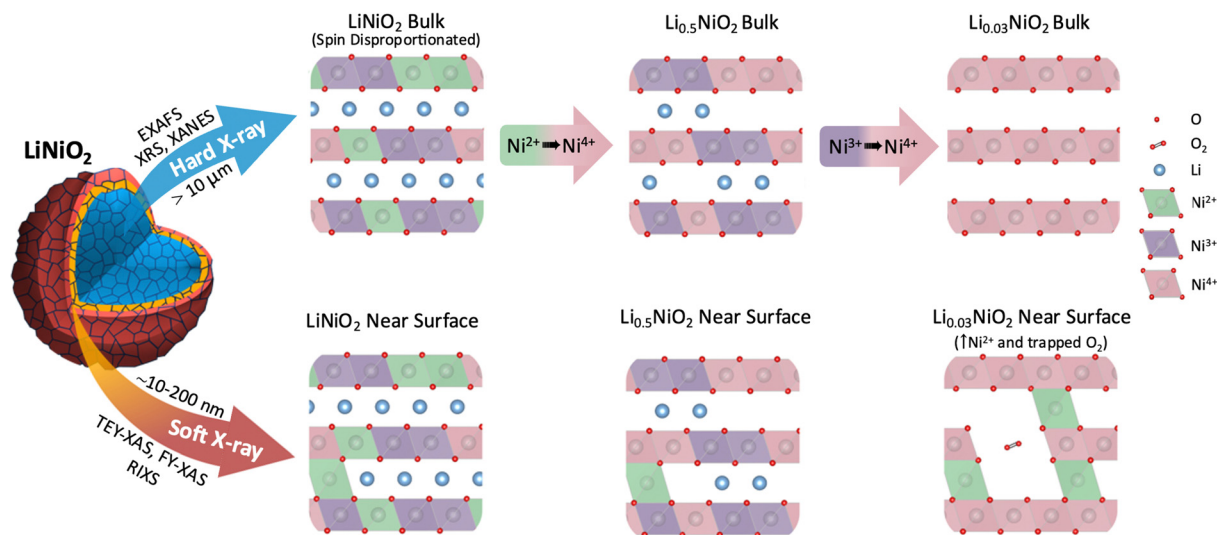 LiNiO₂
EXAFS
XRS, XANES
Hard X-ray
> 10 µm
~10-200 nm
Soft X-ray
TEY-XAS, FY-XAS
RIXS
LiNiO₂ Bulk
(Spin Disproportionated)
Ni²⁺ ➡ Ni⁴⁺
Li₀.₅NiO₂ Bulk
Ni³⁺ ➡ Ni⁴⁺
Li₀.₀₃NiO₂ Bulk
O
O₂
Li
Ni²⁺
Ni³⁺
Ni⁴⁺
LiNiO₂ Near Surface
Li₀.₅NiO₂ Near Surface
Li₀.₀₃NiO₂ Near Surface
(↑Ni²⁺ and trapped O₂)